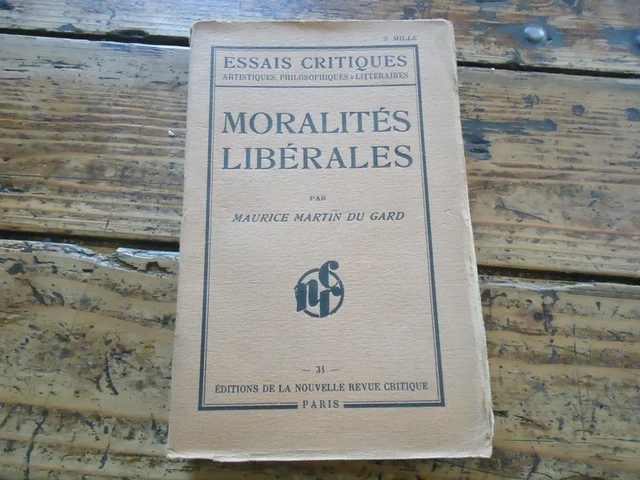 2e MILLE
ESSAIS CRITIQUES
ARTISTIQUES, PHILOSOPHIQUES & LITTÉRAIRES
MORALITÉS
LIBÉRALES
PAR
MAURICE MARTIN DU GARD
nrc
— 31 —
ÉDITIONS DE LA NOUVELLE REVUE CRITIQUE
PARIS